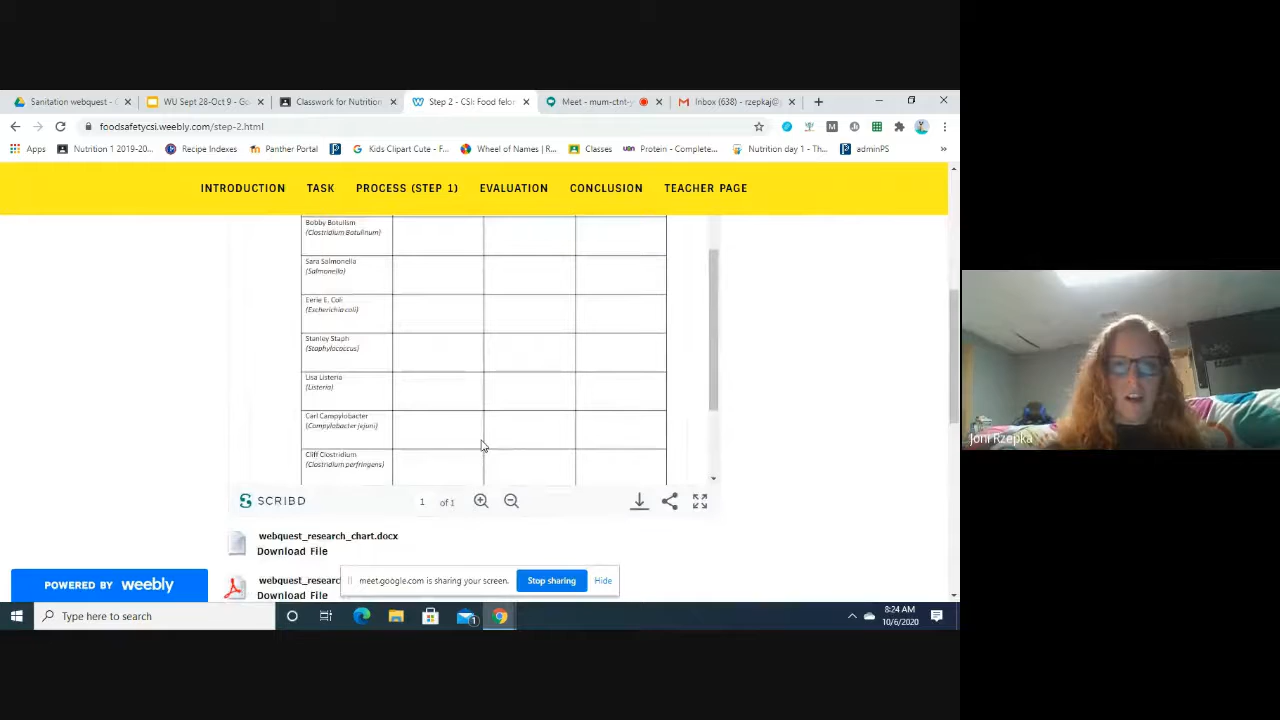 Sanitation webquest - G
WU Sept 28-Oct 9 - Go
Classwork for Nutrition
Step 2 - CSI: Food felon
Meet - mum-ctnt-y
Inbox (638) - rzepkaj@
foodsafetycsi.weebly.com/step-2.html
Apps
Nutrition 1 2019-20...
Recipe Indexes
Panther Portal
Kids Clipart Cute - F...
Wheel of Names | R...
Classes
Protein - Complete...
Nutrition day 1 - Th...
adminPS
INTRODUCTION
TASK
PROCESS (STEP 1)
EVALUATION
CONCLUSION
TEACHER PAGE
Bobby Botulism
(Clostridium Botulinum)
Sara Salmonella
(Salmonella)
Eerie E. Coli
(Escherichia coli)
Stanley Staph
(Staphylococcus)
Lisa Listeria
(Listeria)
Carl Campylobacter
(Compylobacter jejuni)
Cliff Clostridium
(Clostridium perfringens)
SCRIBD
1 of 1
webquest_research_chart.docx
Download File
webquest_researc
Download File
POWERED BY weebly
meet.google.com is sharing your screen.
Stop sharing
Hide
Type here to search
1
8:24 AM
10/6/2020
Joni Rzepka